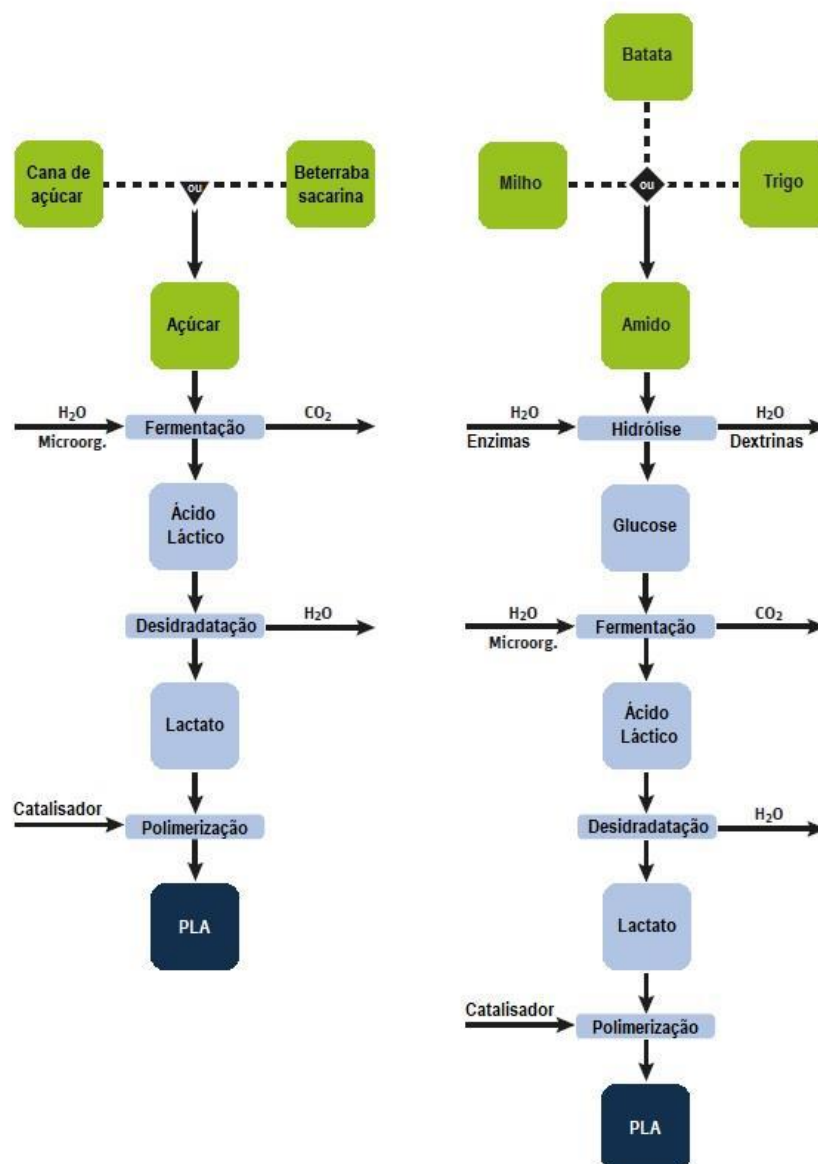 Cana de
açúcar
ou
Beterraba
sacarina
Açúcar
H₂O
Microorg.
Fermentação
CO₂
Ácido
Láctico
Desidradatação
H₂O
Lactato
Catalisador
Polimerização
PLA
Batata
Milho
ou
Trigo
Amido
H₂O
Enzimas
Hidrólise
H₂O
Dextrinas
Glucose
H₂O
Microorg.
Fermentação
CO₂
Ácido
Láctico
Desidradatação
H₂O
Lactato
Catalisador
Polimerização
PLA